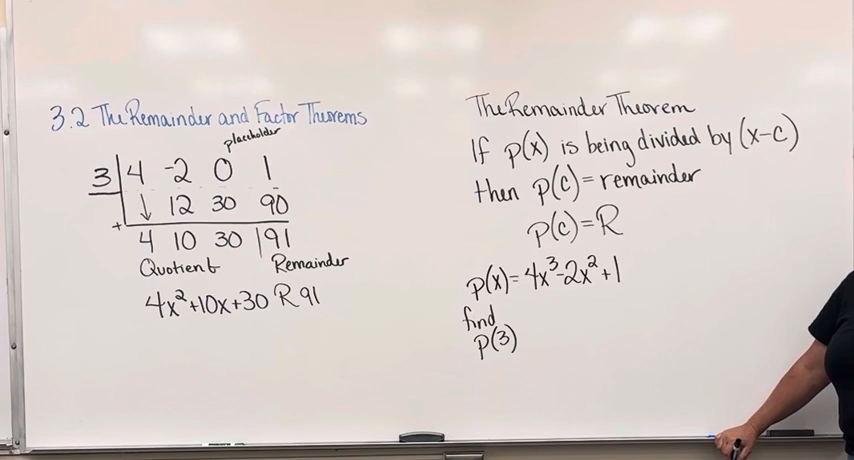 3.2 The Remainder and Factor Theorems
placeholder
3 4 -2 0 1
↓ 12 30 90
+
4 10 30 | 91
Quotient Remainder
4x²+10x+30 R 91
The Remainder Theorem
If p(x) is being divided by (x-c)
then p(c)=remainder
p(c)=R
p(x)=4x³-2x²+1
find
p(3)